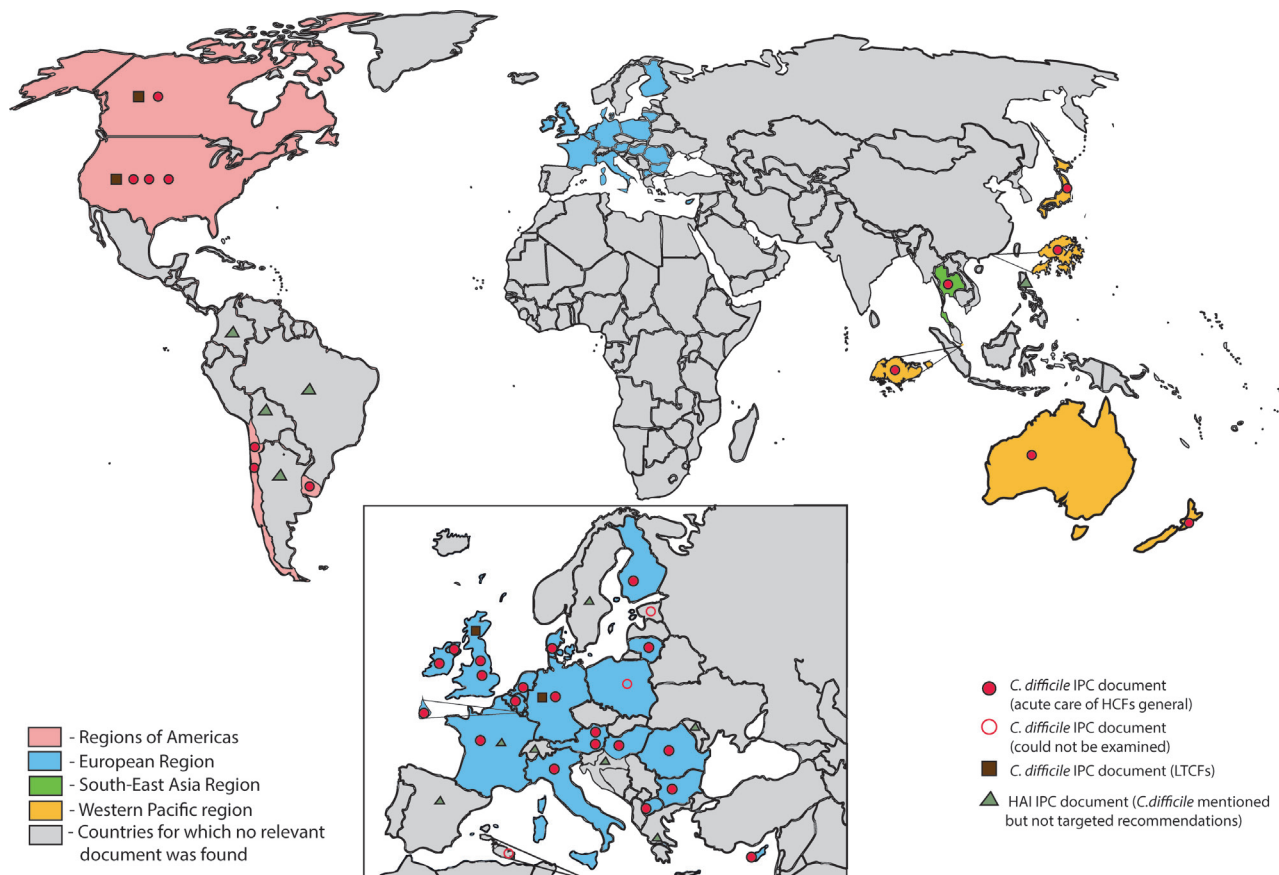 - Regions of Americas
- European Region
- South-East Asia Region
- Western Pacific region
- Countries for which no relevant
document was found
C. difficile IPC document
(acute care of HCFs general)
C. difficile IPC document
(could not be examined)
C. difficile IPC document (LTCFs)
HAI IPC document (C.difficile mentioned
but not targeted recommendations)